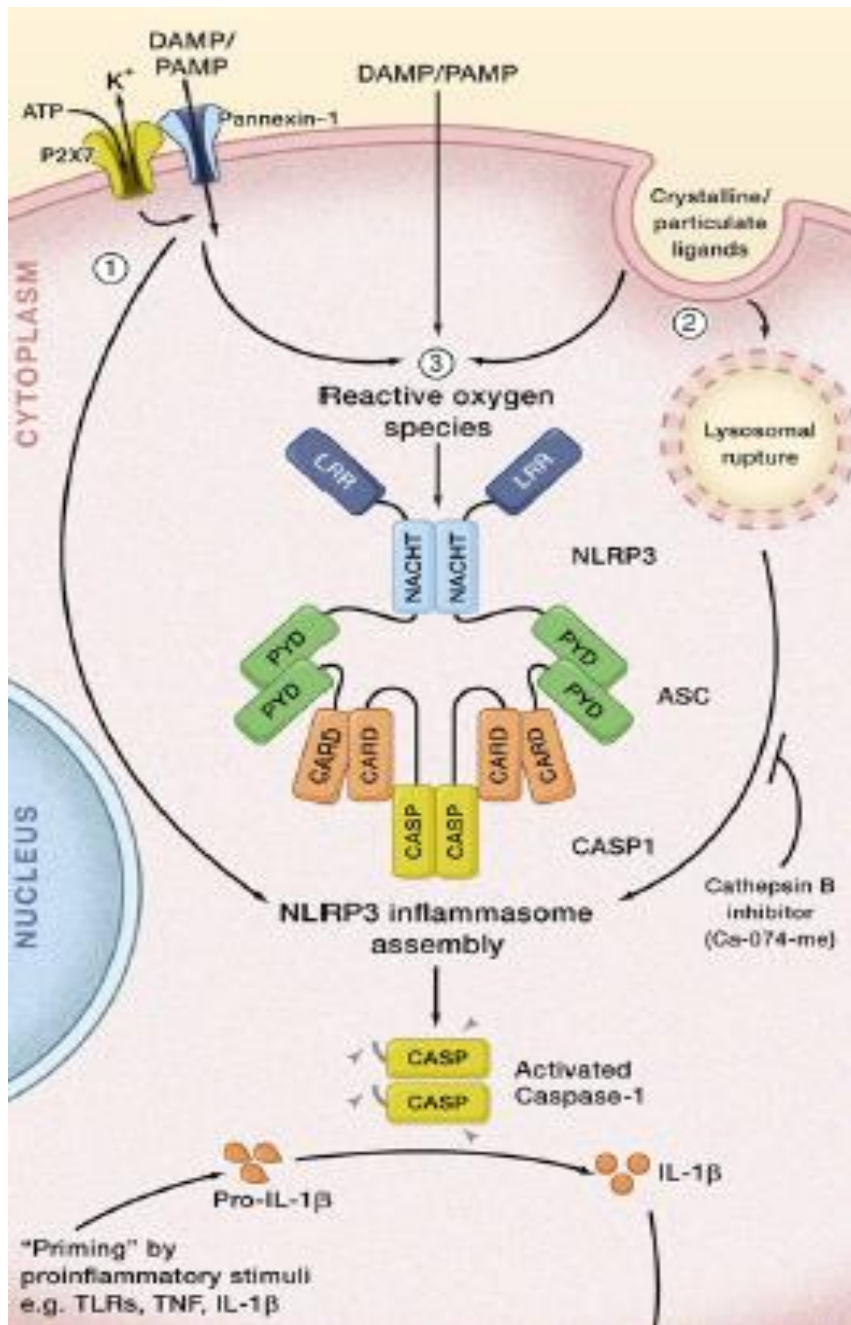 DAMP/
PAMP
K+
ATP
Pannexin-1
P2X7
DAMP/PAMP
Crystalline/
particulate
ligands
1
2
CYTOPLASM
3
Reactive oxygen
species
Lysosomal
rupture
LRR
LRR
NACHT
NACHT
NLRP3
PYD
PYD
PYD
PYD
ASC
CARD
CARD
CARD
CARD
CASP
CASP
CASP1
NUCLEUS
Cathepsin B
inhibitor
(Ca-074-me)
NLRP3 inflammasome
assembly
CASP
CASP
Activated
Caspase-1
Pro-IL-1β
IL-1β
"Priming" by
proinflammatory stimuli
e.g. TLRs, TNF, IL-1β